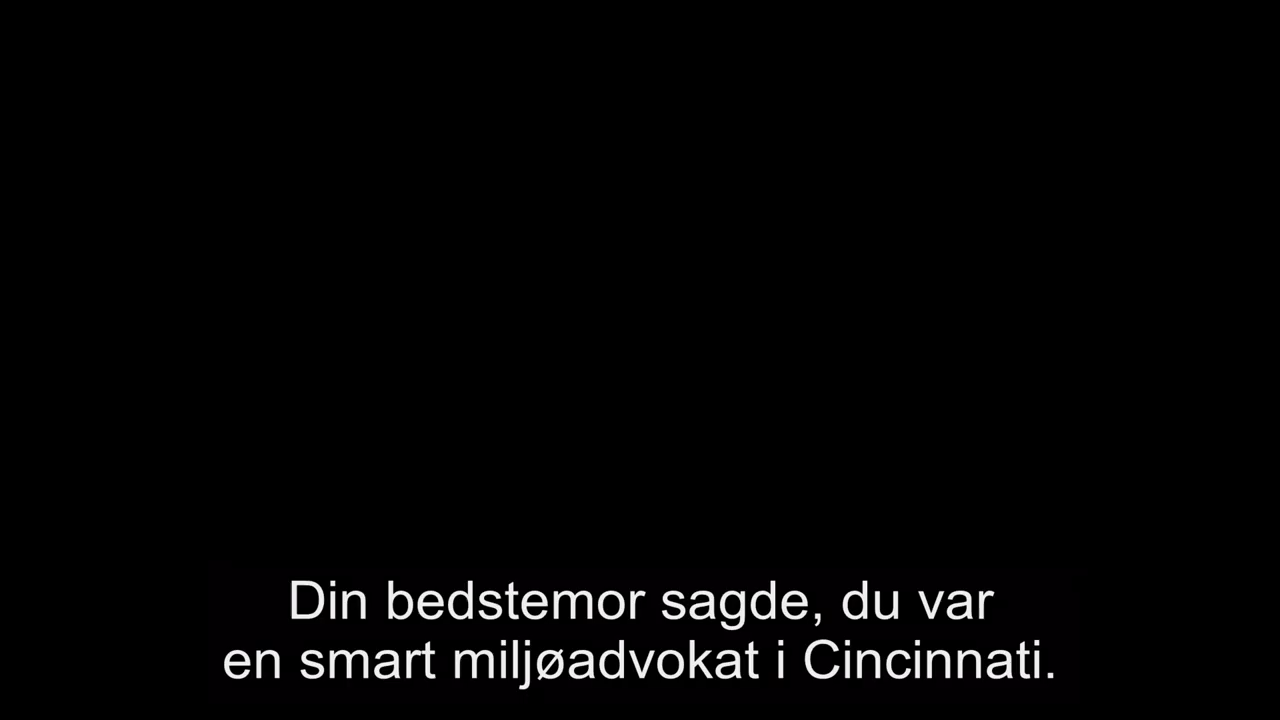 Din bedstemor sagde, du var
en smart miljøadvokat i Cincinnati.